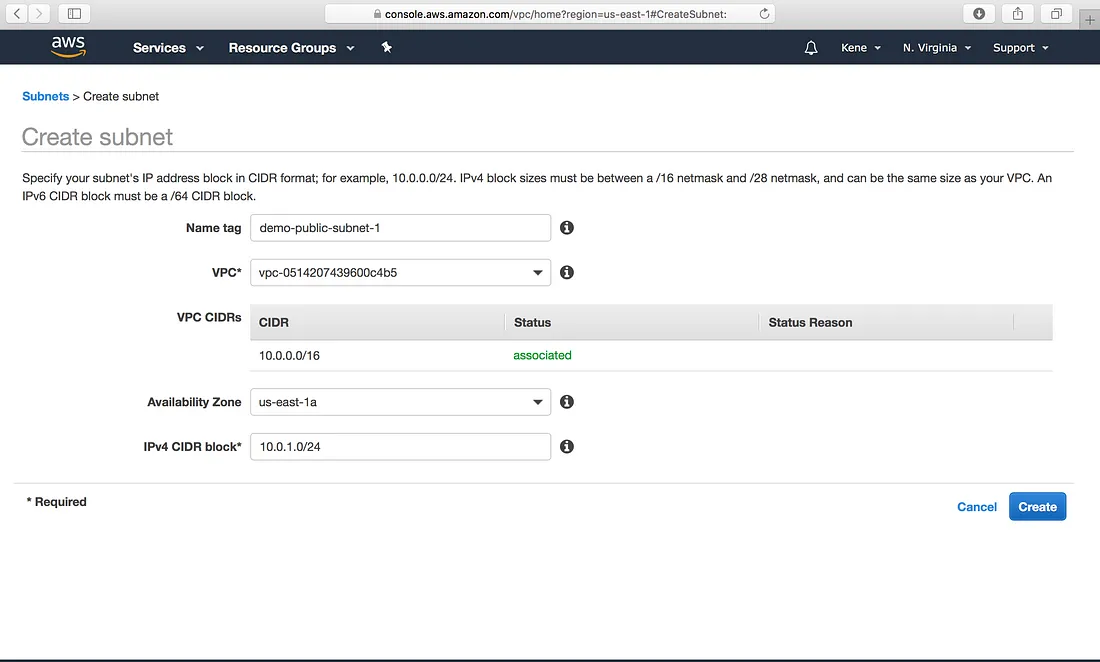 console.aws.amazon.com/vpc/home?region=us-east-1#CreateSubnet:
aws Services Resource Groups Kene N. Virginia Support
Subnets > Create subnet
Create subnet
Specify your subnet's IP address block in CIDR format; for example, 10.0.0.0/24. IPv4 block sizes must be between a /16 netmask and /28 netmask, and can be the same size as your VPC. An
IPv6 CIDR block must be a /64 CIDR block.
Name tag demo-public-subnet-1
VPC* vpc-0514207439600c4b5
VPC CIDRs CIDR Status Status Reason
10.0.0.0/16 associated
Availability Zone us-east-1a
IPv4 CIDR block* 10.0.1.0/24
* Required
Cancel Create